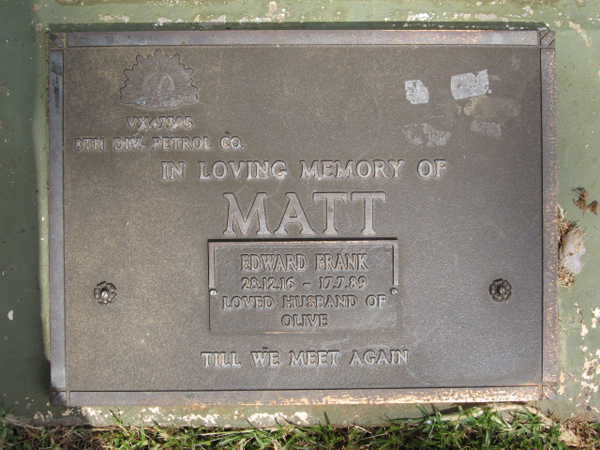 VX47395
8TH DIV. PETROL CO.
IN LOVING MEMORY OF
MATT
EDWARD FRANK
28.12.16 - 17.7.89
LOVED HUSBAND OF
OLIVE
TILL WE MEET AGAIN